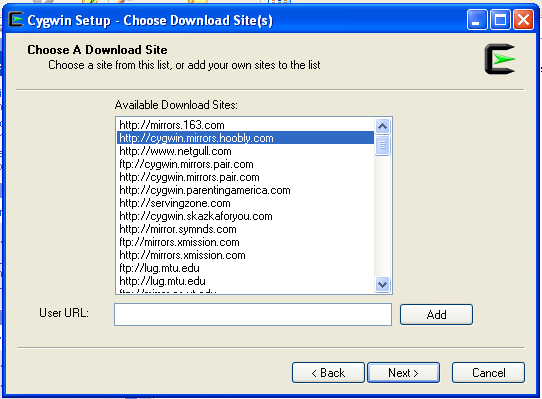 Cygwin Setup - Choose Download Site(s)
Choose A Download Site
Choose a site from this list, or add your own sites to the list
Available Download Sites:
http://mirrors.163.com
http://cygwin.mirrors.hoobly.com
http://www.netgull.com
ftp://cygwin.mirrors.pair.com
http://cygwin.mirrors.pair.com
http://cygwin.parentingamerica.com
http://servingzone.com
http://cygwin.skazkaforyou.com
http://mirror.symnds.com
ftp://mirrors.xmission.com
http://mirrors.xmission.com
ftp://lug.mtu.edu
http://lug.mtu.edu
User URL:
Add
< Back
Next >
Cancel